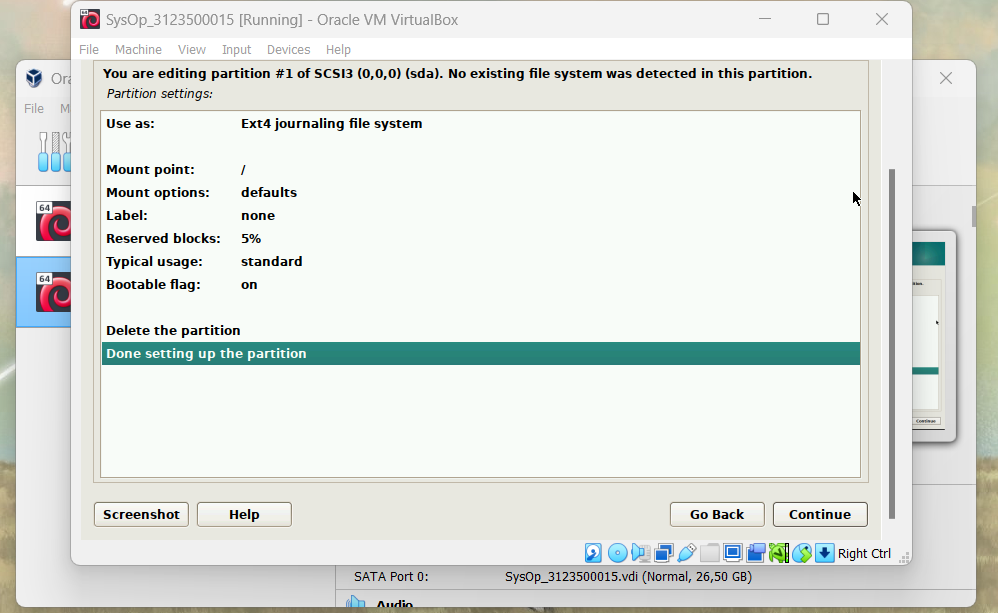 SysOp_3123500015 [Running] - Oracle VM VirtualBox
File Machine View Input Devices Help
You are editing partition #1 of SCSI3 (0,0,0) (sda). No existing file system was detected in this partition.
Partition settings:
Use as: Ext4 journaling file system
Mount point: /
Mount options: defaults
Label: none
Reserved blocks: 5%
Typical usage: standard
Bootable flag: on
Delete the partition
Done setting up the partition
Screenshot Help Go Back Continue
Right Ctrl
Ora
File M
64
64
Continue
SATA Port 0: SysOp_3123500015.vdi (Normal, 26,50 GB)
Audio